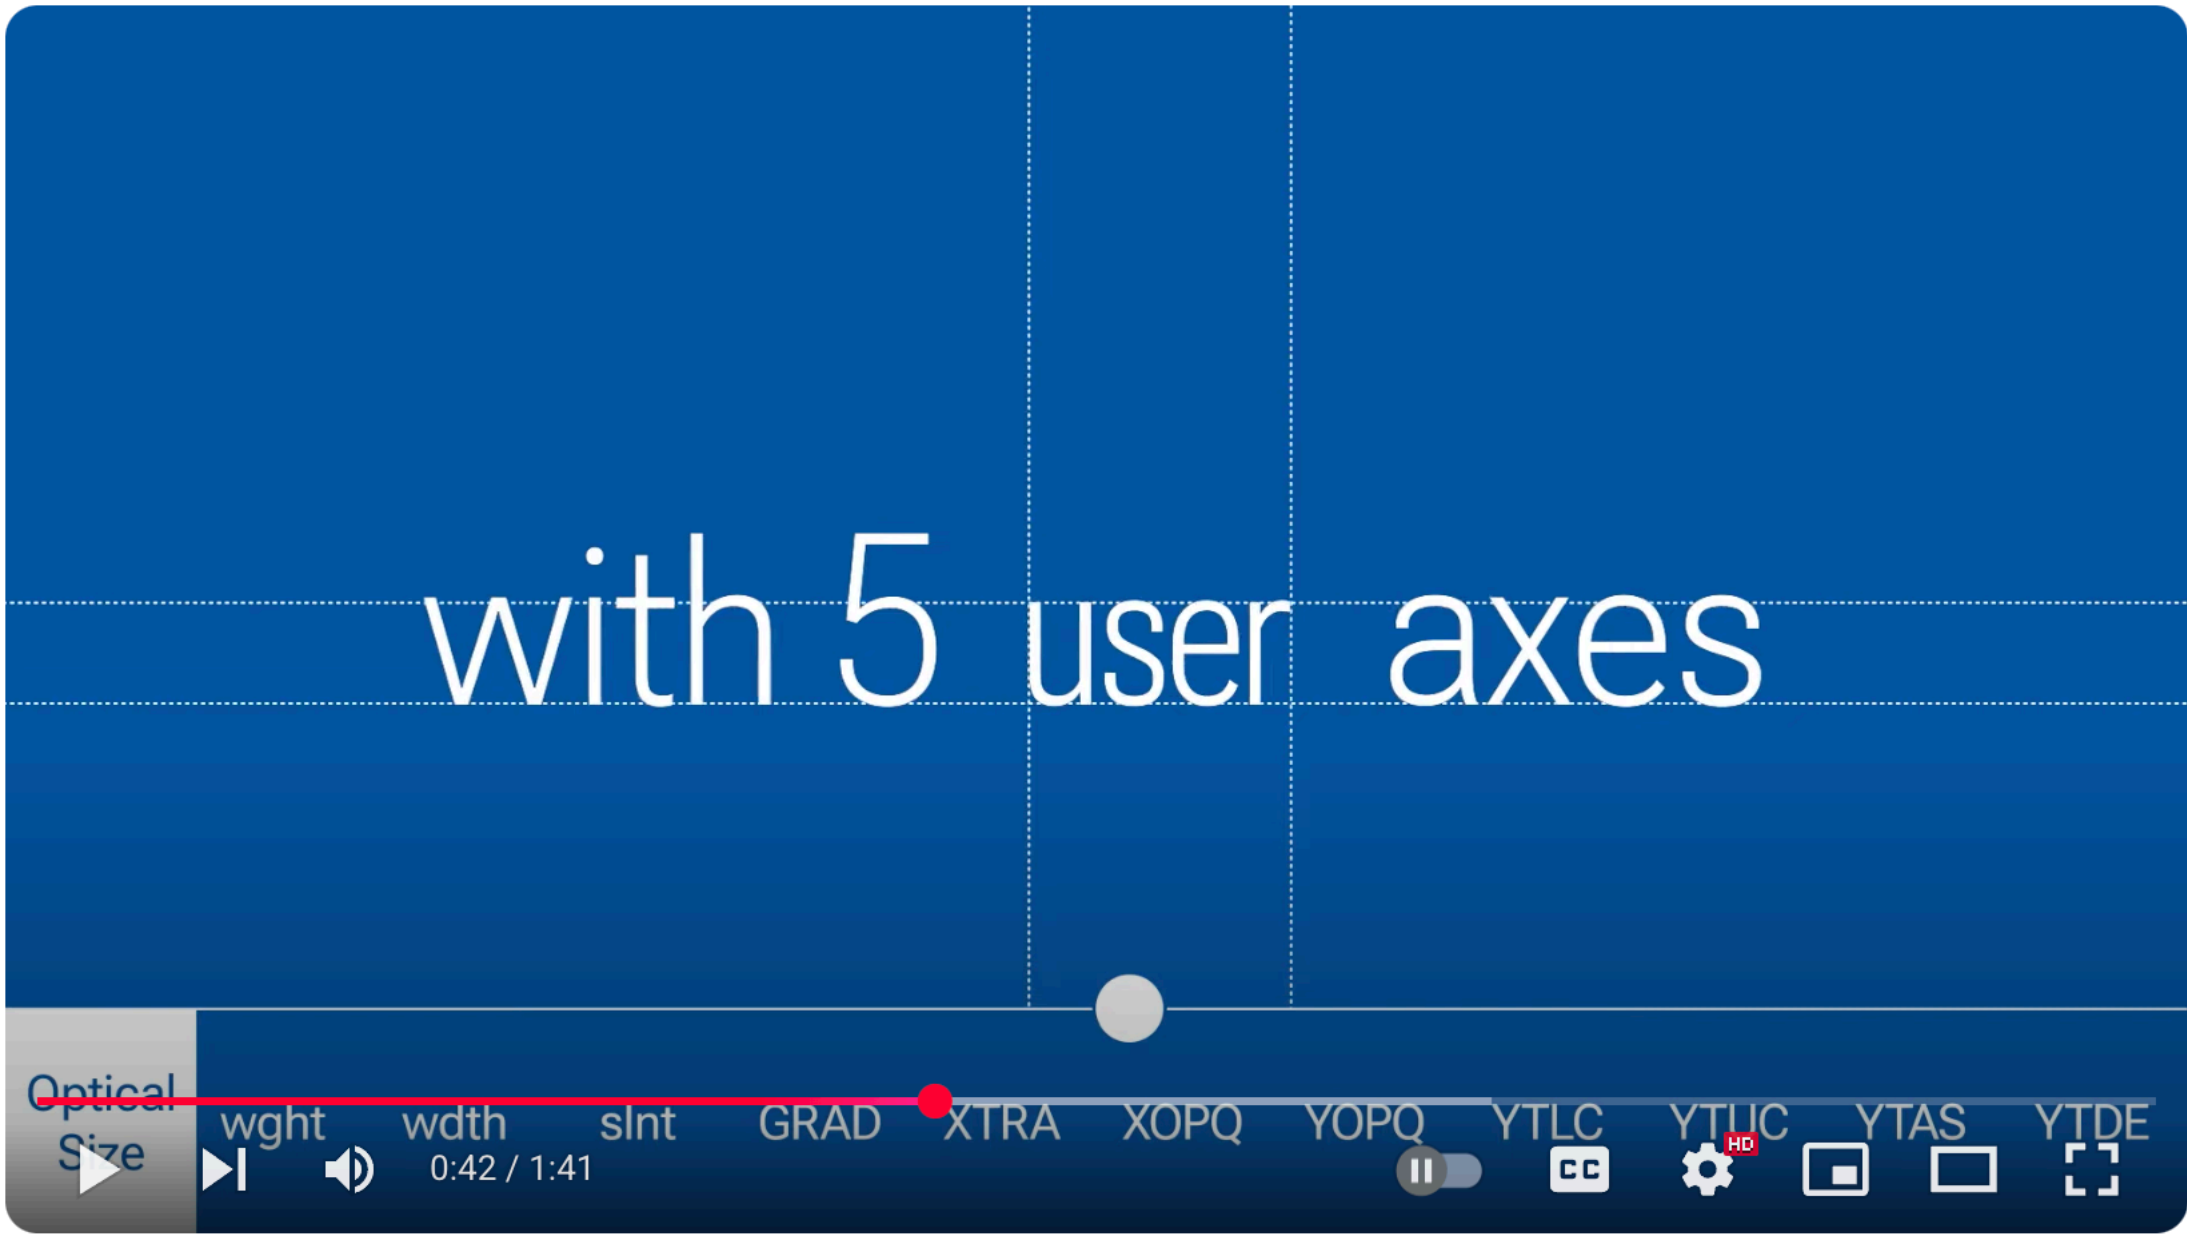 with 5 user axes
Optical
Size
wght wdth slnt GRAD XTRA XOPQ YOPQ YTLC YTUC YTAS YTDE
0:42 / 1:41
CC
HD